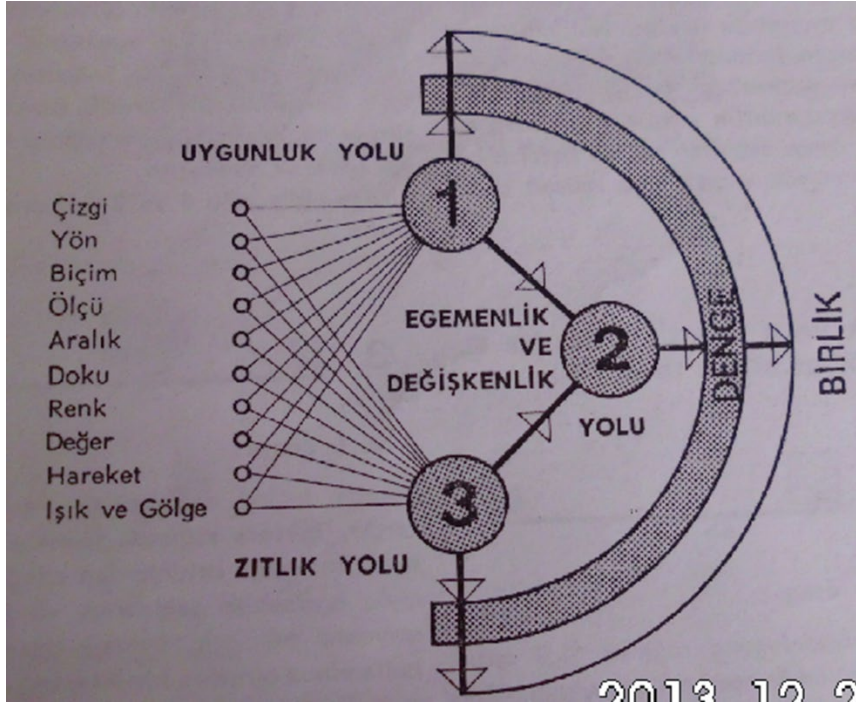 UYGUNLUK YOLU
1
Çizgi
Yön
Biçim
Ölçü
Aralık
Doku
Renk
Değer
Hareket
Işık ve Gölge
EGEMENLİK
VE
DEĞİŞKENLİK
YOLU
2
3
ZITLIK YOLU
DENGE
BİRLİK
2013 12 2